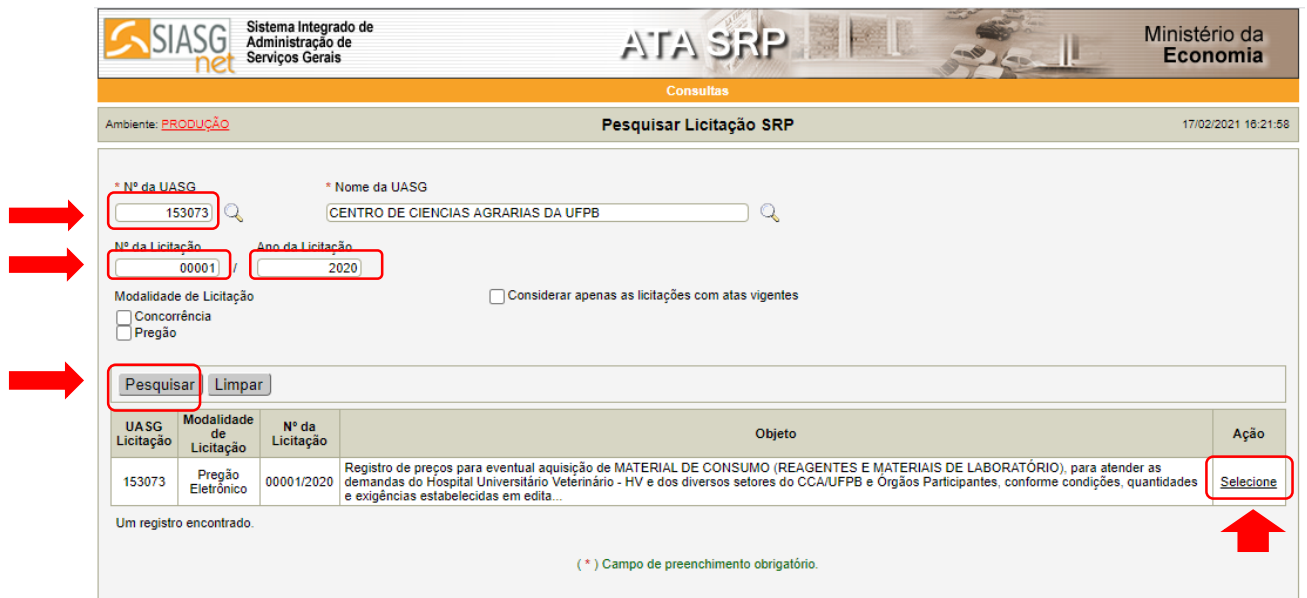 SIASG net
Sistema Integrado de
Administração de
Serviços Gerais
ATA SRP
Ministério da
Economia
Consultas
Ambiente: PRODUÇÃO
Pesquisar Licitação SRP
17/02/2021 16:21:58
* Nº da UASG
* Nome da UASG
153073
CENTRO DE CIENCIAS AGRARIAS DA UFPB
Nº da Licitação
Ano da Licitação
00001 / 2020
Modalidade de Licitação
Considerar apenas as licitações com atas vigentes
Concorrência
Pregão
Pesquisar Limpar
UASG Licitação
Modalidade de Licitação
Nº da Licitação
Objeto
Ação
153073
Pregão Eletrônico
00001/2020
Registro de preços para eventual aquisição de MATERIAL DE CONSUMO (REAGENTES E MATERIAIS DE LABORATÓRIO), para atender as
demandas do Hospital Universitário Veterinário - HV e dos diversos setores do CCA/UFPB e Órgãos Participantes, conforme condições, quantidades
e exigências estabelecidas em edita...
Selecione
Um registro encontrado.
( * ) Campo de preenchimento obrigatório.